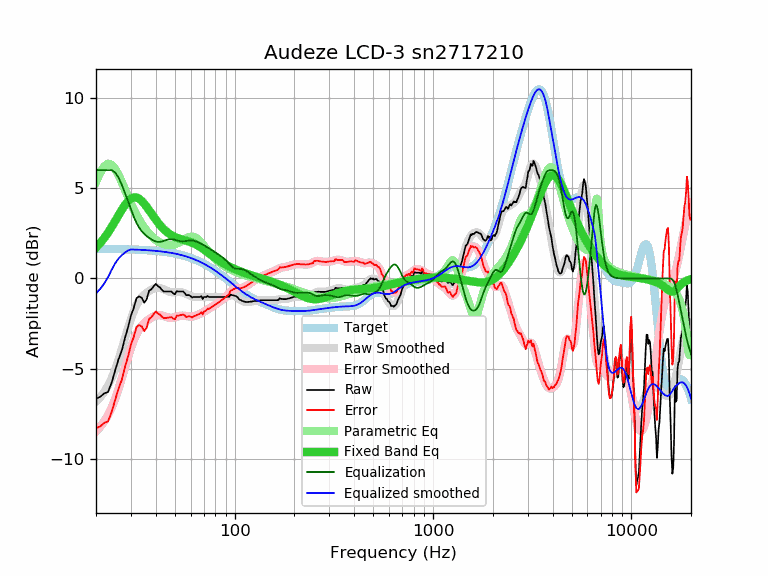 Audeze LCD-3 sn2717210
Amplitude (dBr)
10
5
0
−5
−10
Target
Raw Smoothed
Error Smoothed
Raw
Error
Parametric Eq
Fixed Band Eq
Equalization
Equalized smoothed
100
1000
10000
Frequency (Hz)